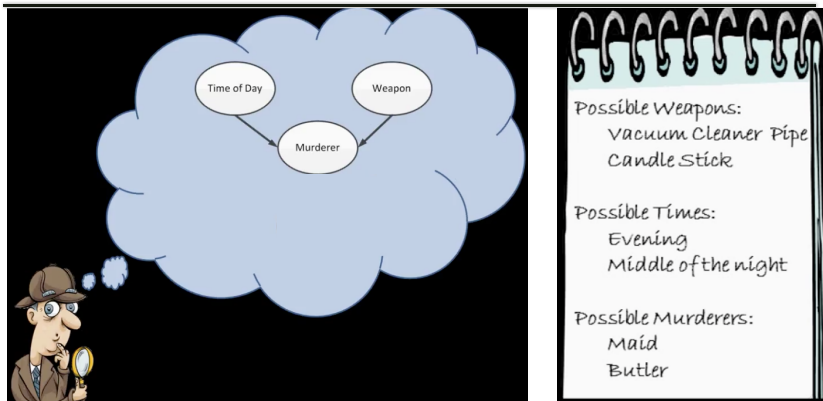 Time of Day
Weapon
Murderer
Possible Weapons:
Vacuum Cleaner Pipe
Candle Stick
Possible Times:
Evening
Middle of the night
Possible Murderers:
Maid
Butler